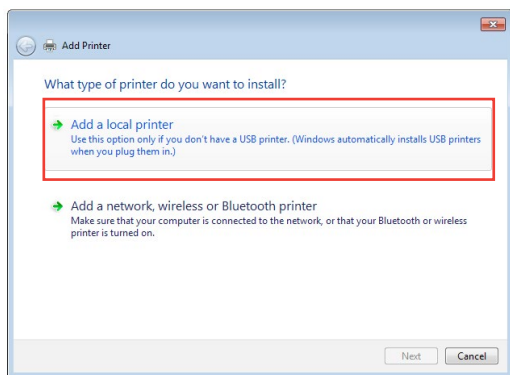 Add Printer
What type of printer do you want to install?
Add a local printer
Use this option only if you don't have a USB printer. (Windows automatically installs USB printers
when you plug them in.)
Add a network, wireless or Bluetooth printer
Make sure that your computer is connected to the network, or that your Bluetooth or wireless
printer is turned on.
Next Cancel